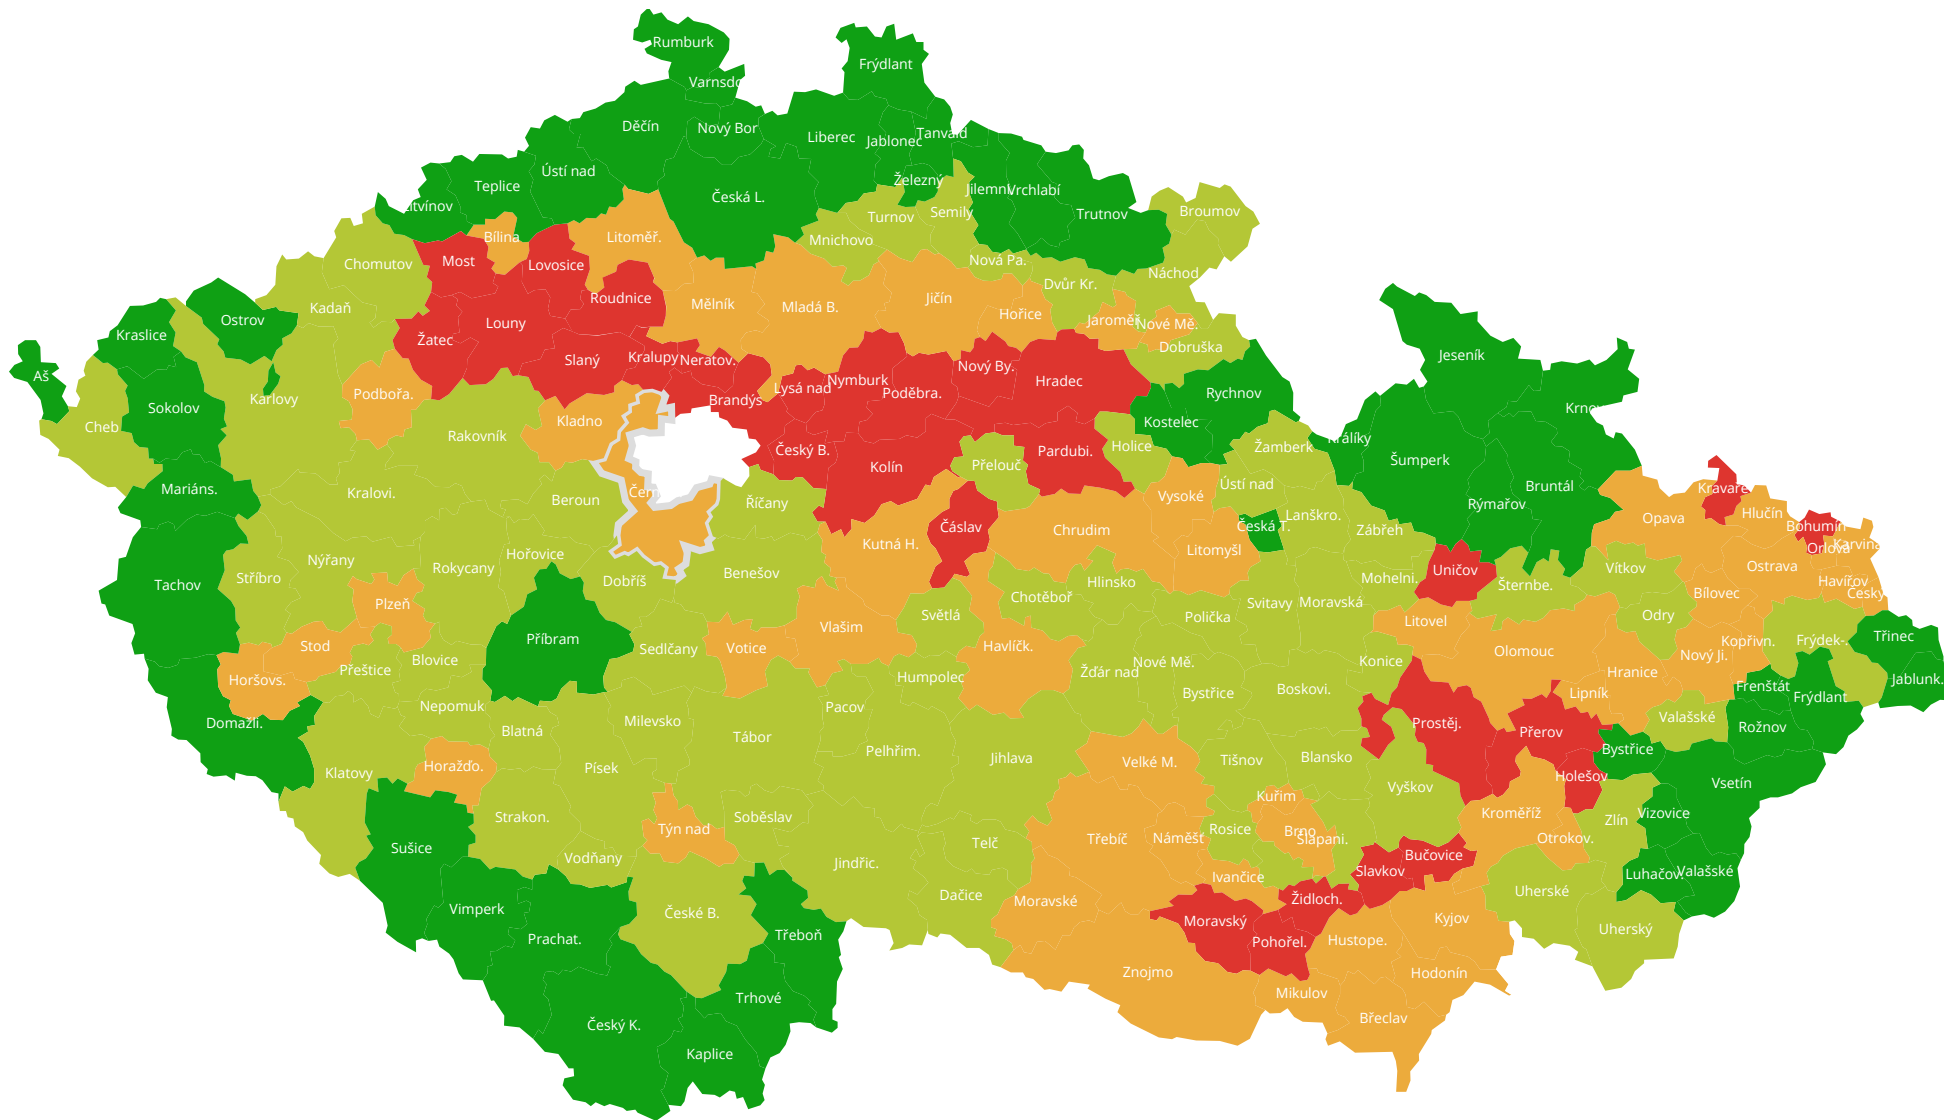 Rumburk
Frýdlant
Varnsdo
Děčín
Nový Bor
Liberec
Jablonec
Tanvald
Ústí nad
Teplice
Železný
Jilemni
Vrchlabí
Česká L.
Litvínov
Trutnov
Broumov
Turnov
Semily
Bílina
Litoměř.
Mnichovo
Nová Pa.
Most
Lovosice
Chomutov
Náchod
Dvůr Kr.
Roudnice
Jičín
Mělník
Mladá B.
Kadaň
Hořice
Jaroměř
Nové Mě.
Ostrov
Louny
Kraslice
Žatec
Dobruška
Jeseník
Slaný
Kralupy
Neratov.
Nový By.
Aš
Nymburk
Hradec
Lysá nad
Poděbra.
Rychnov
Podbořa.
Karlovy
Brandýs
Sokolov
Krnov
Kladno
Kostelec
Cheb
Rakovník
Králíky
Holice
Žamberk
Český B.
Pardubi.
Šumperk
Kolín
Přelouč
Mariáns.
Kralovi.
Ústí nad
Bruntál
Kravaře
Beroun
Čern
Vysoké
Říčany
Rýmařov
Hlučín
Lanškro.
Opava
Čáslav
Chrudim
Česká T.
Zábřeh
Bohumín
Kutná H.
Litomyšl
Karviná
Orlová
Hořovice
Nýřany
Rokycany
Uničov
Ostrava
Vítkov
Stříbro
Benešov
Dobříš
Hlinsko
Mohelni.
Havířov
Tachov
Šternbe.
Bílovec
Český
Chotěboř
Plzeň
Svitavy
Moravská
Světlá
Polička
Odry
Litovel
Vlašim
Příbram
Třinec
Stod
Havlíčk.
Kopřivn.
Frýdek-.
Votice
Sedlčany
Olomouc
Nový Ji.
Blovice
Konice
Nové Mě.
Přeštice
Žďár nad
Hranice
Humpolec
Jablunk.
Horšovs.
Boskovi.
Frenštát
Bystřice
Lipník
Frýdlant
Nepomuk
Pacov
Valašské
Milevsko
Domažli.
Prostěj.
Rožnov
Blatná
Přerov
Tábor
Pelhřim.
Bystřice
Jihlava
Blansko
Tišnov
Velké M.
Horažďo.
Písek
Klatovy
Holešov
Vsetín
Vyškov
Kuřim
Kroměříž
Vizovice
Strakon.
Soběslav
Zlín
Týn nad
Rosice
Brno
Šlapani.
Třebíč
Náměšť
Otrokov.
Telč
Sušice
Bučovice
Vodňany
Jindřic.
Slavkov
Valašské
Luhačov.
Ivančice
Uherské
Dačice
Židloch.
Moravské
Vimperk
České B.
Kyjov
Moravský
Uherský
Třeboň
Prachat.
Hustope.
Pohořel.
Znojmo
Hodonín
Mikulov
Trhové
Břeclav
Český K.
Kaplice